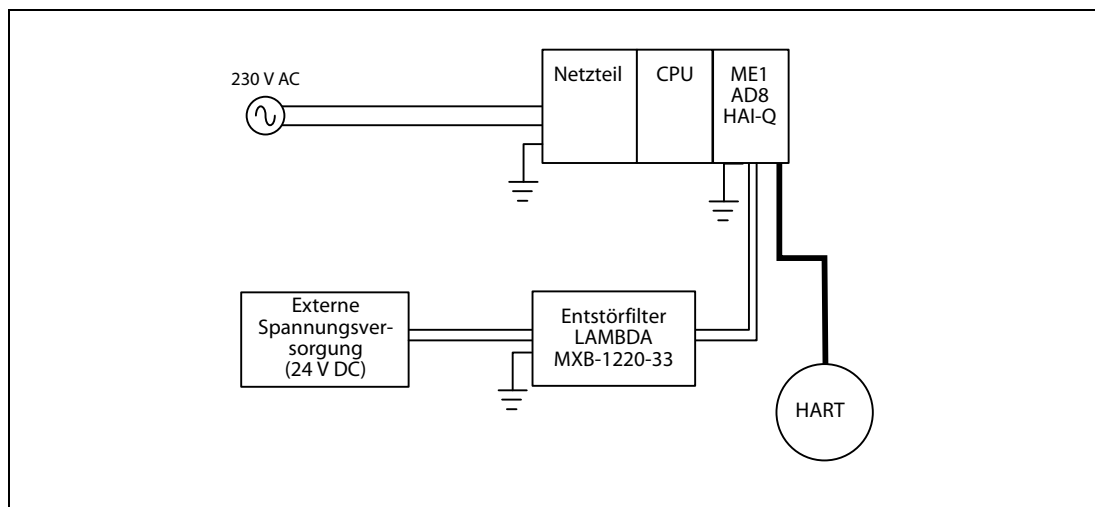 230 V AC
Netzteil
CPU
ME1
AD8
HAI-Q
Externe
Spannungsver-
sorgung
(24 V DC)
Entstörfilter
LAMBDA
MXB-1220-33
HART